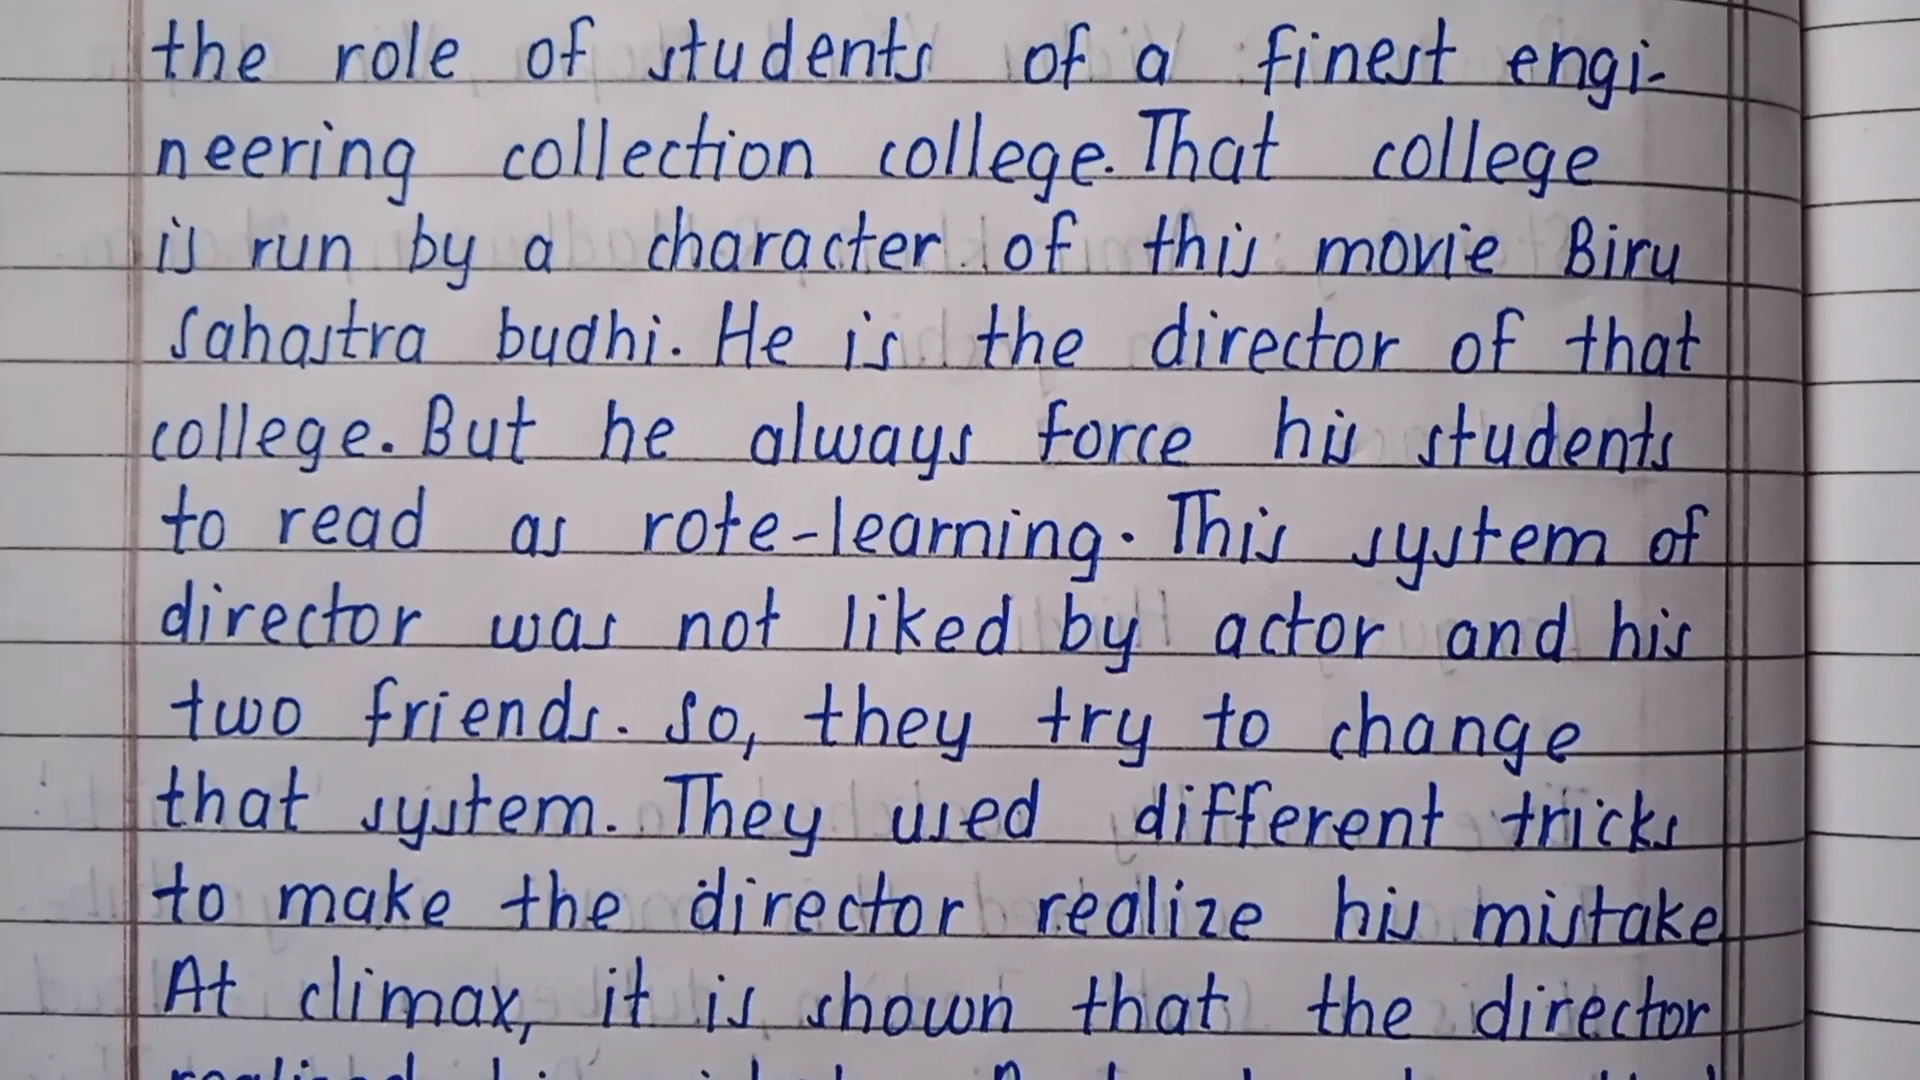 the role of students of a finest engi-
neering collection college. That college
is run by a character of this movie Biru
Sahastra budhi. He is the director of that
college. But he always force his students
to read as rote-learning. This system of
director was not liked by actor and his
two friends. So, they try to change
that system. They used different tricks
to make the director realize his mistake
At climax, it is shown that the director